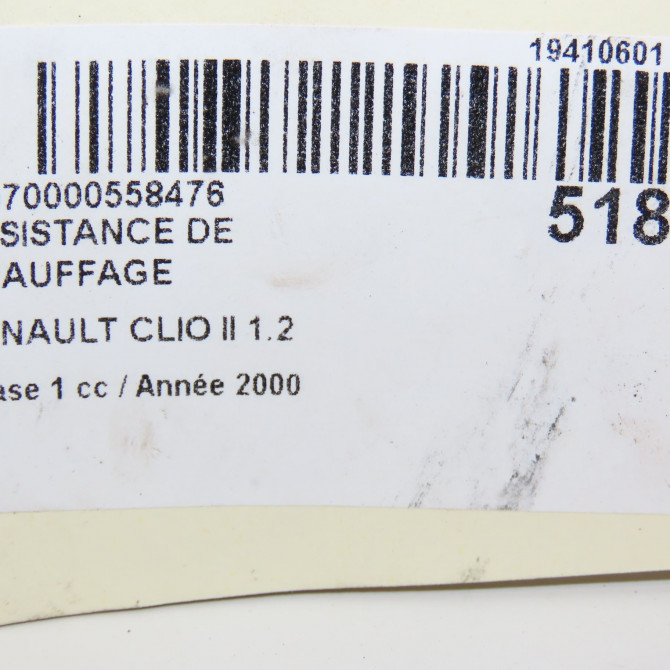 19410601
70000558476
518
SISTANCE DE
AUFFAGE
NAULT CLIO II 1.2
ase 1 cc / Année 2000